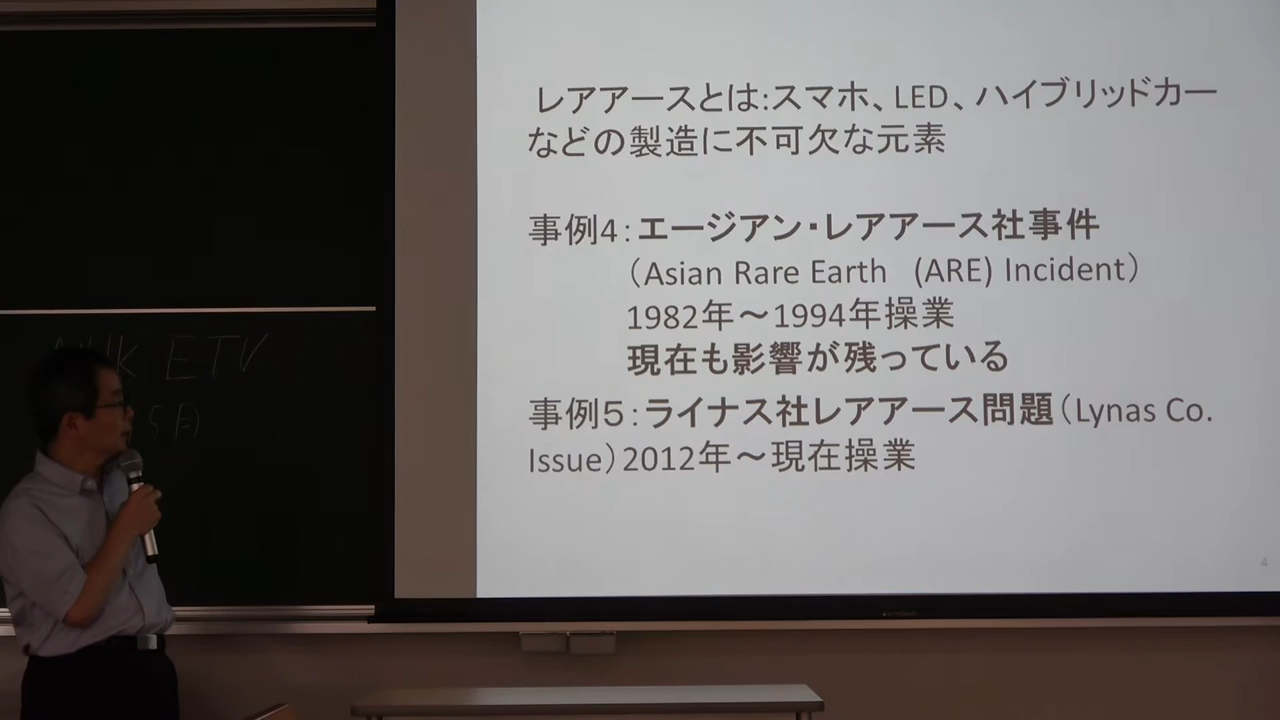 レアアースとは:スマホ、LED、ハイブリッドカー
などの製造に不可欠な元素
事例4:エージアン・レアアース社事件
(Asian Rare Earth (ARE) Incident)
1982年~1994年操業
現在も影響が残っている
事例5:ライナス社レアアース問題(Lynas Co.
Issue)2012年~現在操業
4
ETV